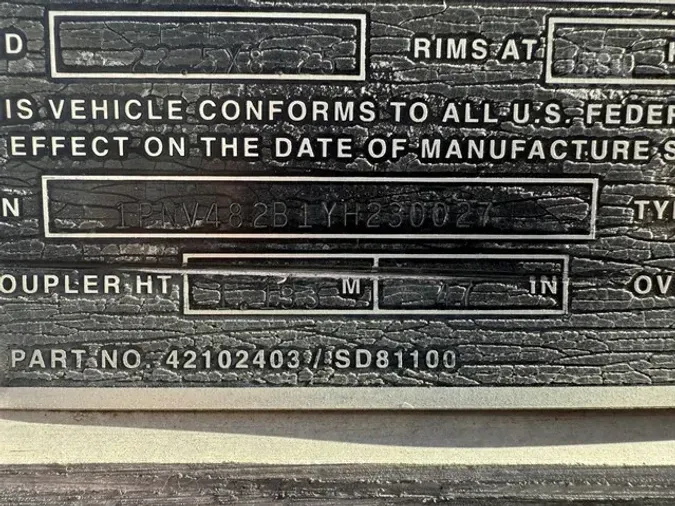 D RIMS AT
IS VEHICLE CONFORMS TO ALL U.S. FEDER
EFFECT ON THE DATE OF MANUFACTURE S
N 1PNV482B1YH230027 TY
OUPLER HT M IN OV
PART NO. 42102403 / SD81100